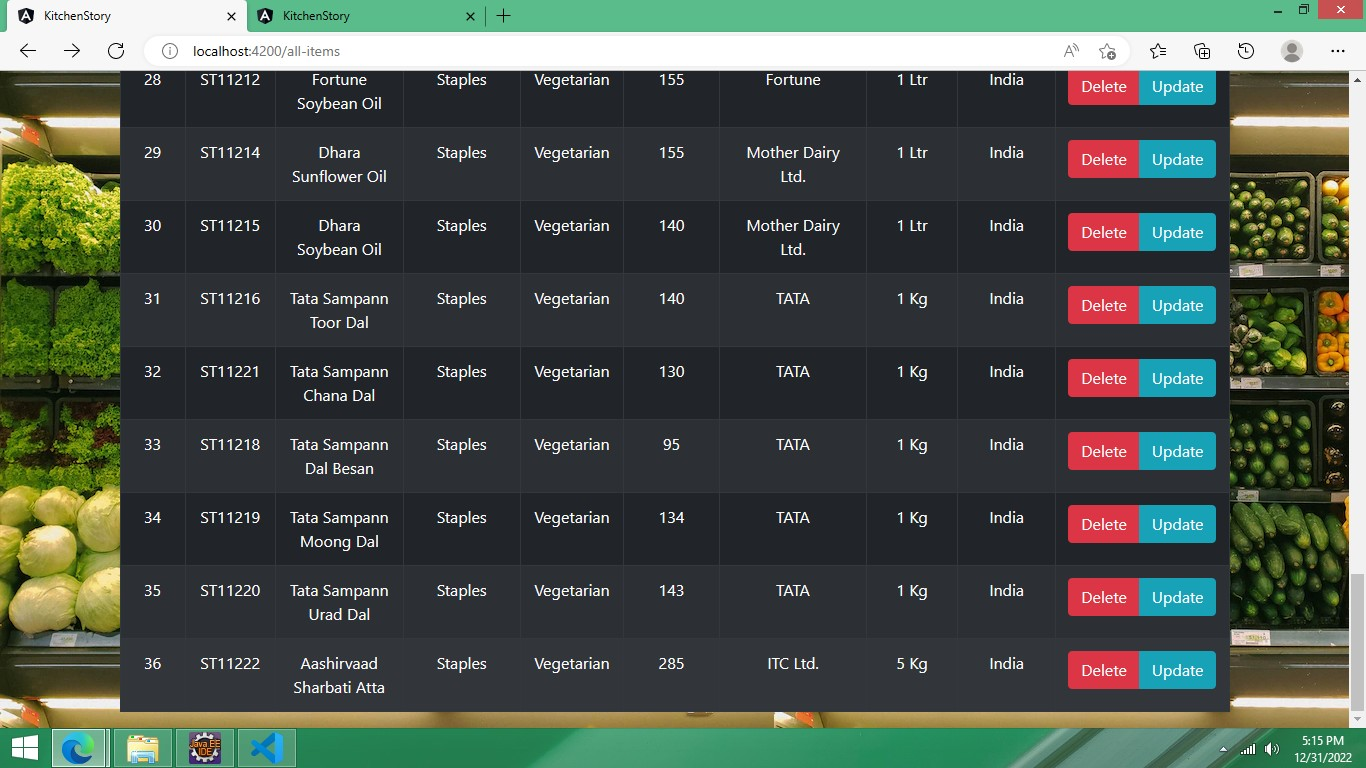 KitchenStory
KitchenStory
localhost:4200/all-items
28 ST11212 Fortune Staples Vegetarian 155 Fortune 1 Ltr India Delete Update
Soybean Oil
29 ST11214 Dhara Staples Vegetarian 155 Mother Dairy 1 Ltr India Delete Update
Sunflower Oil Ltd.
30 ST11215 Dhara Staples Vegetarian 140 Mother Dairy 1 Ltr India Delete Update
Soybean Oil Ltd.
31 ST11216 Tata Sampann Staples Vegetarian 140 TATA 1 Kg India Delete Update
Toor Dal
32 ST11221 Tata Sampann Staples Vegetarian 130 TATA 1 Kg India Delete Update
Chana Dal
33 ST11218 Tata Sampann Staples Vegetarian 95 TATA 1 Kg India Delete Update
Dal Besan
34 ST11219 Tata Sampann Staples Vegetarian 134 TATA 1 Kg India Delete Update
Moong Dal
35 ST11220 Tata Sampann Staples Vegetarian 143 TATA 1 Kg India Delete Update
Urad Dal
36 ST11222 Aashirvaad Staples Vegetarian 285 ITC Ltd. 5 Kg India Delete Update
Sharbati Atta
Java EE
IDE
5:15 PM
12/31/2022